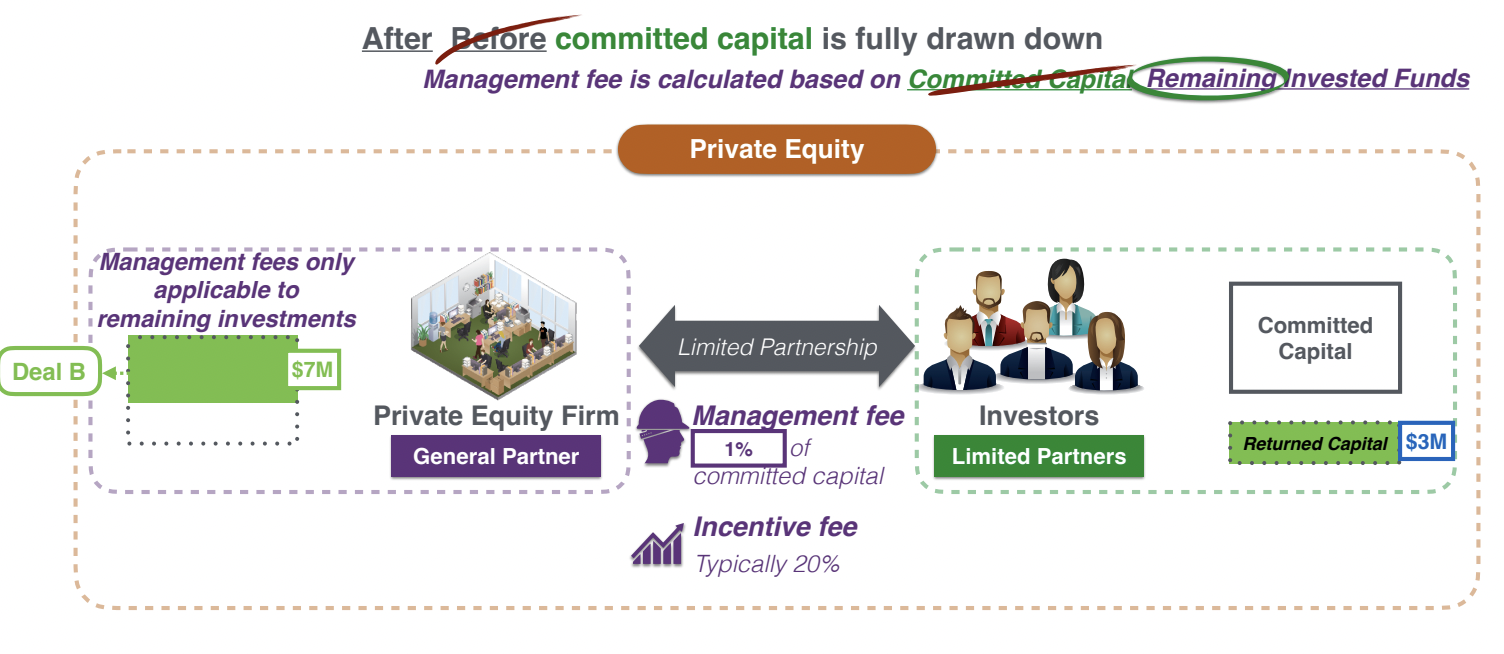 After Before committed capital is fully drawn down
Management fee is calculated based on Committed Capital Remaining Invested Funds
Private Equity
Management fees only
applicable to
remaining investments
Deal B
$7M
Private Equity Firm
General Partner
Limited Partnership
Management fee
1% of
committed capital
Incentive fee
Typically 20%
Investors
Limited Partners
Committed
Capital
Returned Capital
$3M